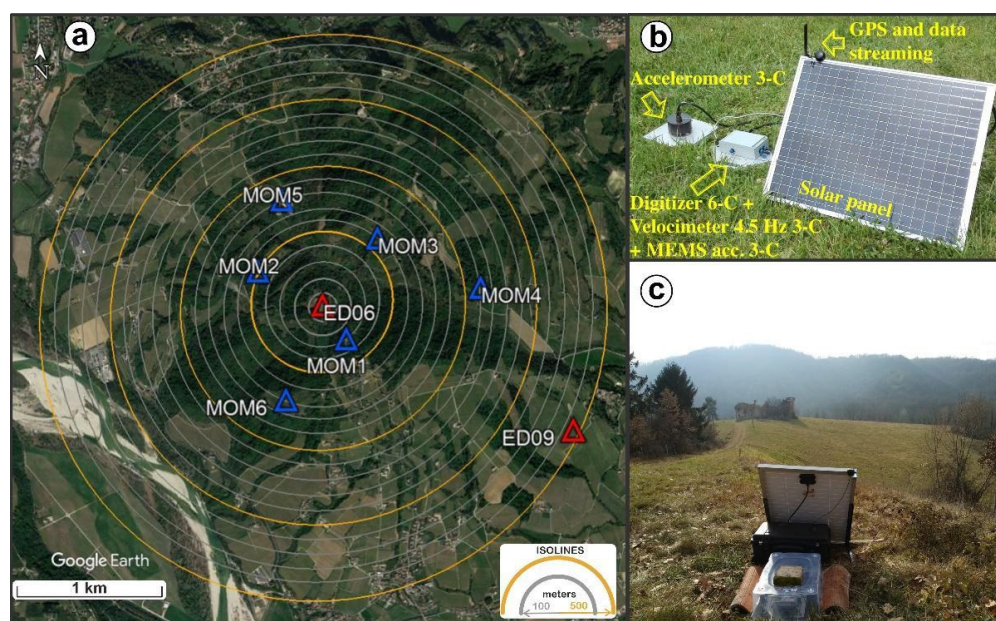 a
N
MOM5
MOM3
MOM2
MOM4
ED06
MOM1
MOM6
ED09
Google Earth
1 km
ISOLINES
meters
100 500
b
GPS and data
streaming
Accelerometer 3-C
Digitizer 6-C +
Velocimeter 4.5 Hz 3-C
+ MEMS acc. 3-C
Solar panel
c